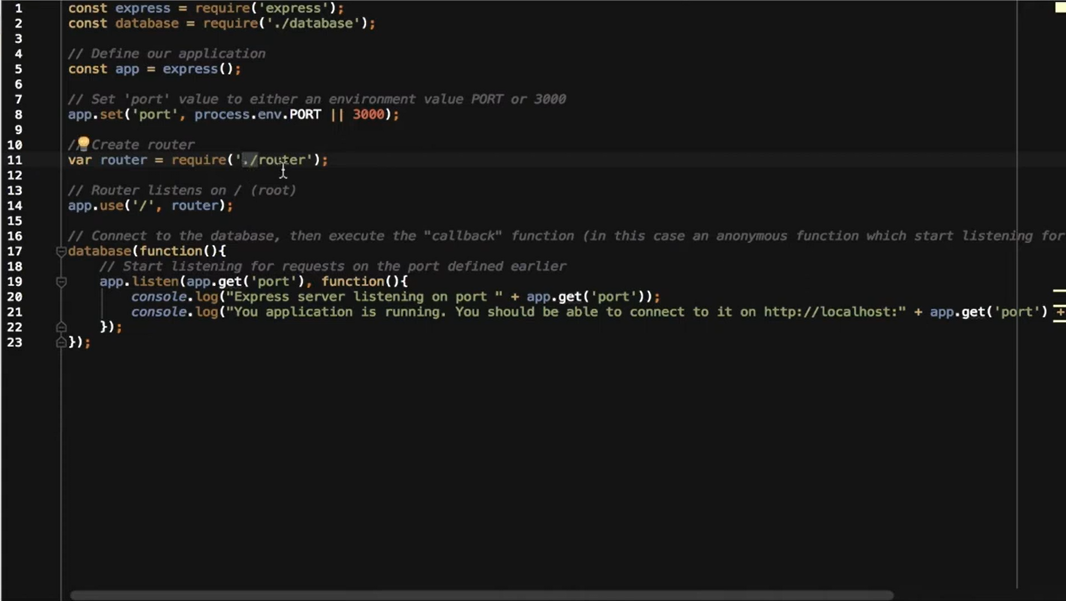 1 const express = require('express');
2 const database = require('./database');
3
4 // Define our application
5 const app = express();
6
7 // Set 'port' value to either an environment value PORT or 3000
8 app.set('port', process.env.PORT || 3000);
9
10 // Create router
11 var router = require('./router');
12
13 // Router listens on / (root)
14 app.use('/', router);
15
16 // Connect to the database, then execute the "callback" function (in this case an anonymous function which start listening for
17 database(function(){
18 // Start listening for requests on the port defined earlier
19 app.listen(app.get('port'), function(){
20 console.log("Express server listening on port " + app.get('port'));
21 console.log("You application is running. You should be able to connect to it on http://localhost:" + app.get('port')
22 });
23 });